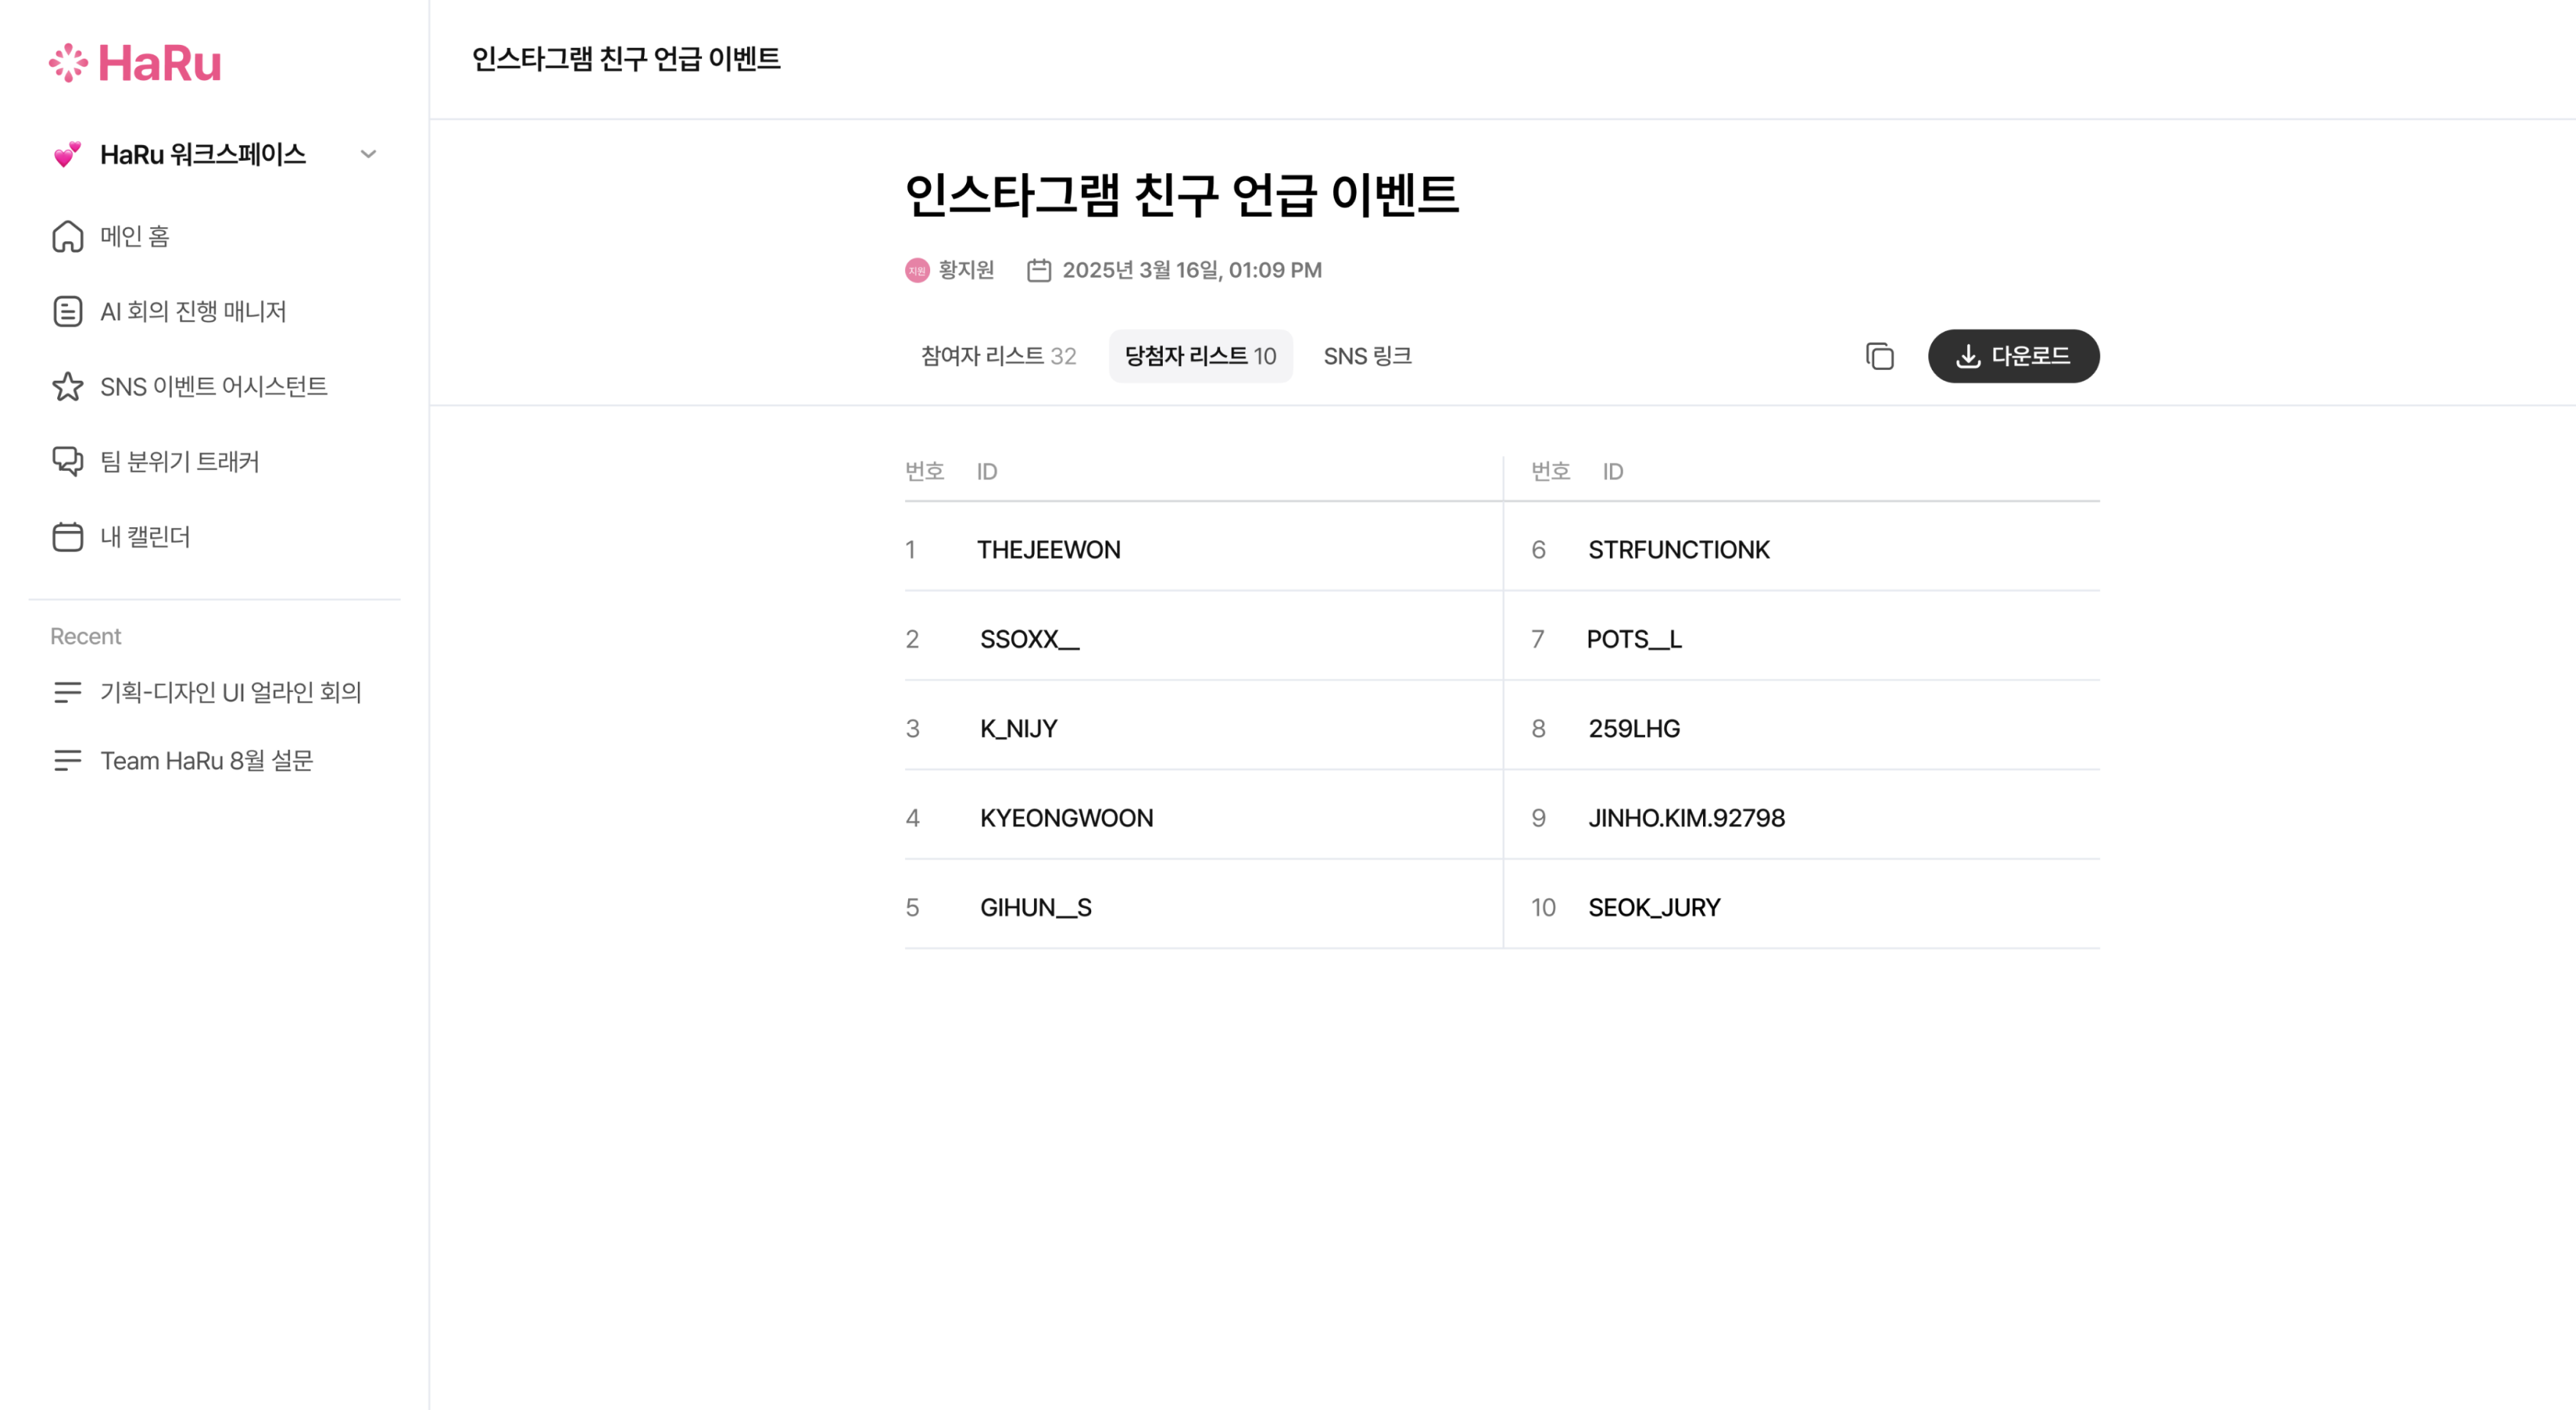 HaRu
HaRu 워크스페이스
메인 홈
AI 회의 진행 매니저
SNS 이벤트 어시스턴트
팀 분위기 트래커
내 캘린더
Recent
기획-디자인 UI 얼라인 회의
Team HaRu 8월 설문
인스타그램 친구 언급 이벤트
인스타그램 친구 언급 이벤트
지원 황지원 2025년 3월 16일, 01:09 PM
참여자 리스트 32 당첨자 리스트 10 SNS 링크 다운로드
번호 ID 번호 ID
1 THEJEEWON 6 STRFUNCTIONK
2 SSOXX__ 7 POTS__L
3 K_NIJY 8 259LHG
4 KYEONGWOON 9 JINHO.KIM.92798
5 GIHUN__S 10 SEOK_JURY